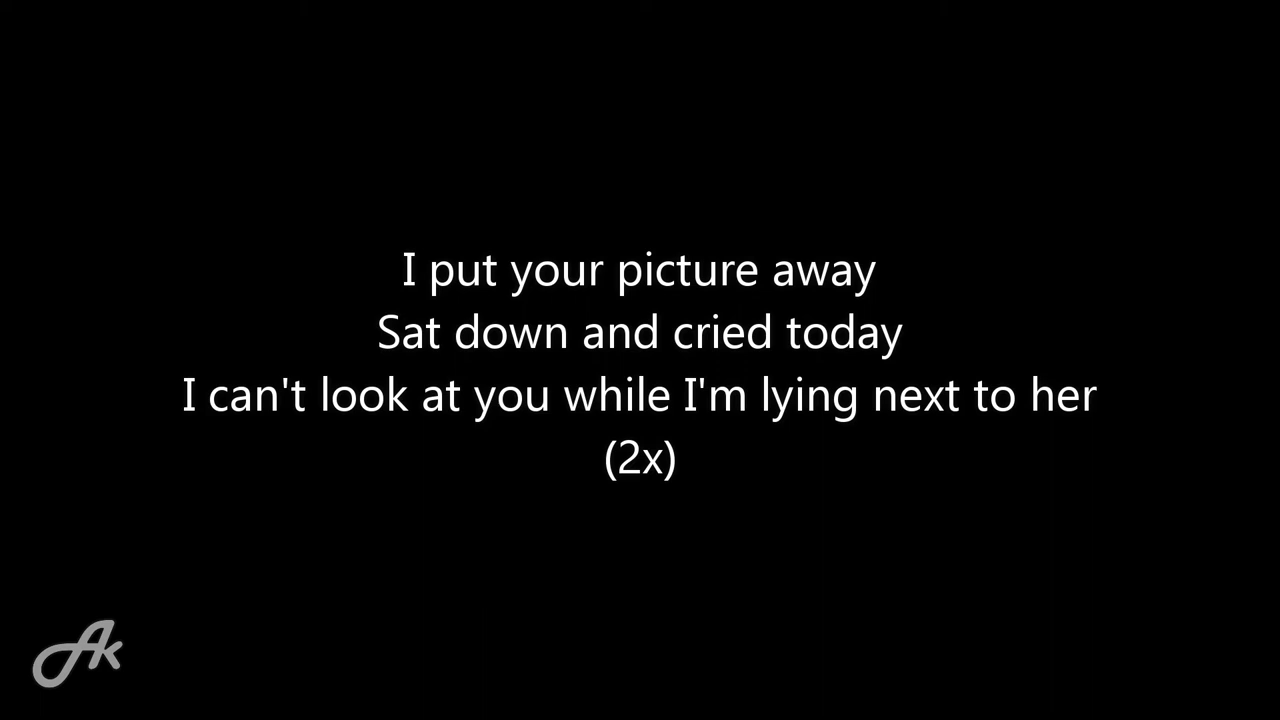 I put your picture away
Sat down and cried today
I can't look at you while I'm lying next to her
(2x)
Ak